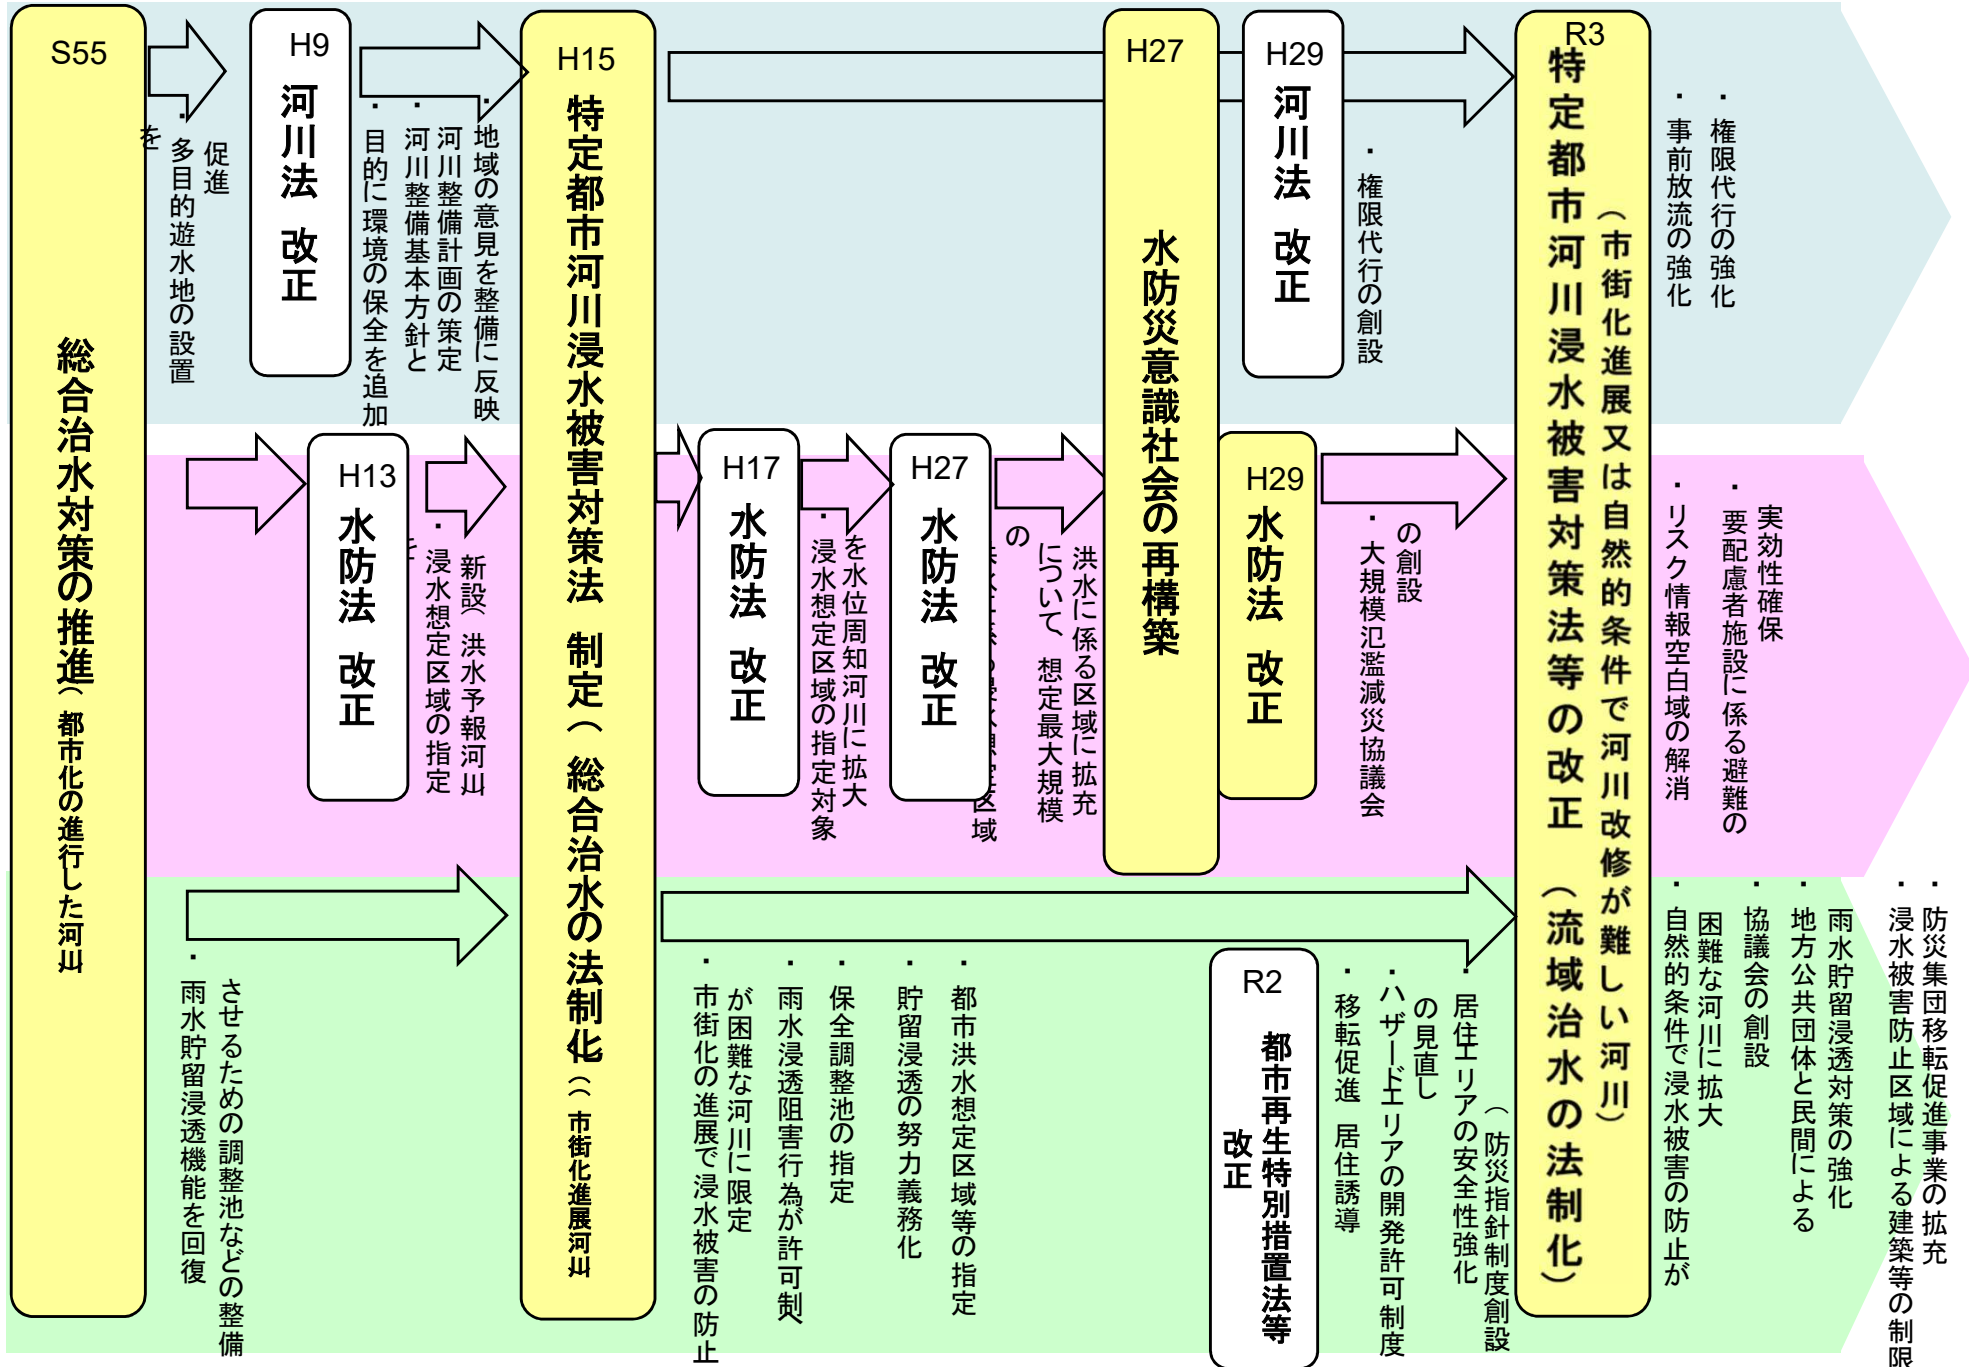 S55
総合治水対策の推進（都市化の進行した河川）
・多目的遊水地の設置を
促進
H9
河川法 改正
・目的に環境の保全を追加
・河川整備基本方針と
河川整備計画の策定
・地域の意見を整備に反映
H13
水防法 改正
・浸水想定区域の指定を
新設（洪水予報河川）
・雨水貯留浸透機能を回復
させるための調整池などの整備
H15
特定都市河川浸水被害対策法 制定（総合治水の法制化（（市街化進展河川）
H17
水防法 改正
・浸水想定区域の指定対象
を水位周知河川に拡大
H27
水防法 改正
区域の
について、想定最大規模
洪水に係る区域に拡充
・市街化の進展で浸水被害の防止
が困難な河川に限定
・雨水浸透阻害行為が許可制へ
・保全調整池の指定
・貯留浸透の努力義務化
・都市洪水想定区域等の指定
H27
水防災意識社会の再構築
H29
河川法 改正
・権限代行の創設
H29
水防法 改正
・大規模氾濫減災協議会
の創設
R2
都市再生特別措置法等
改正
・移転促進、居住誘導
・ハザードエリアの開発許可制度
の見直し
・居住エリアの安全性強化
（防災指針制度創設
R3
特定都市河川浸水被害対策法等の改正 （流域治水の法制化）
（市街化進展又は自然的条件で河川改修が難しい河川）
・事前放流の強化
・権限代行の強化
・リスク情報空白域の解消
・要配慮者施設に係る避難の
実効性確保
・自然的条件で浸水被害の防止が
困難な河川に拡大
・協議会の創設
・地方公共団体と民間による
雨水貯留浸透対策の強化
・浸水被害防止区域による建築等の制限
・防災集団移転促進事業の拡充